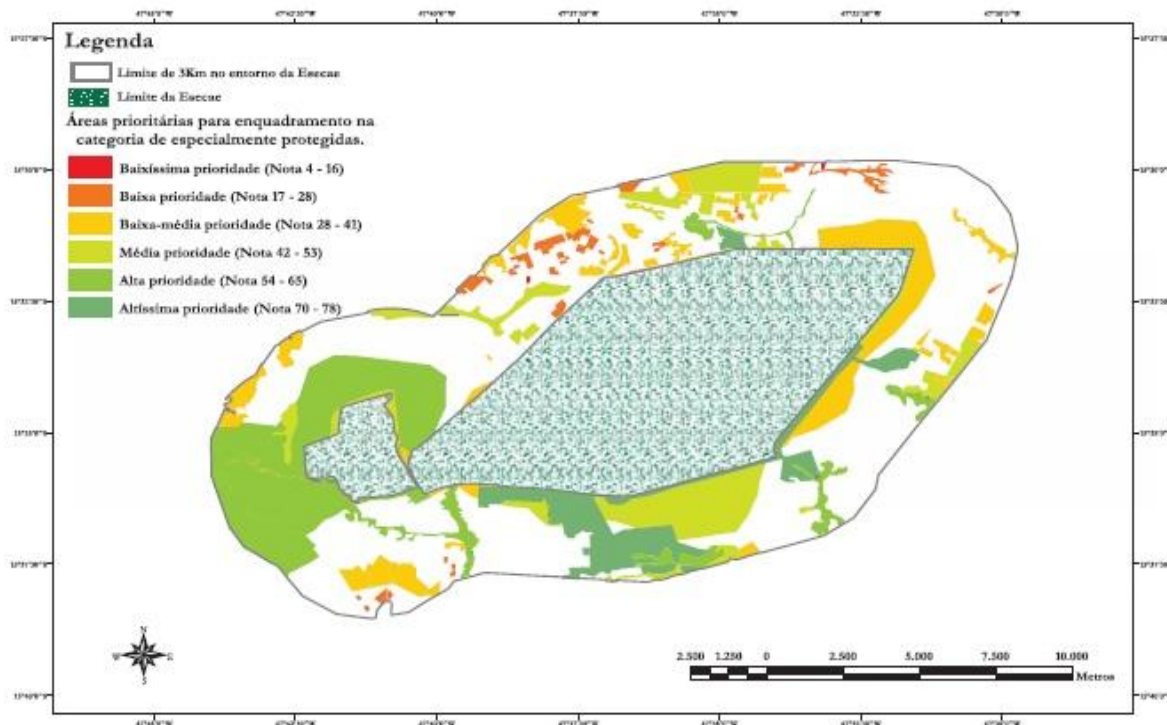 Legenda
Límite de 3Km no entorno da Esecae
Límite da Esecae
Áreas prioritárias para enquadramento na
categoria de especialmente protegidas.
Baixíssima prioridade (Nota 4 - 16)
Baixa prioridade (Nota 17 - 28)
Baixa-média prioridade (Nota 28 - 41)
Média prioridade (Nota 42 - 53)
Alta prioridade (Nota 54 - 65)
Altíssima prioridade (Nota 70 - 78)
N
W
E
S
2.500 1.250 0 2.500 5.000 7.500 10.000
Metros